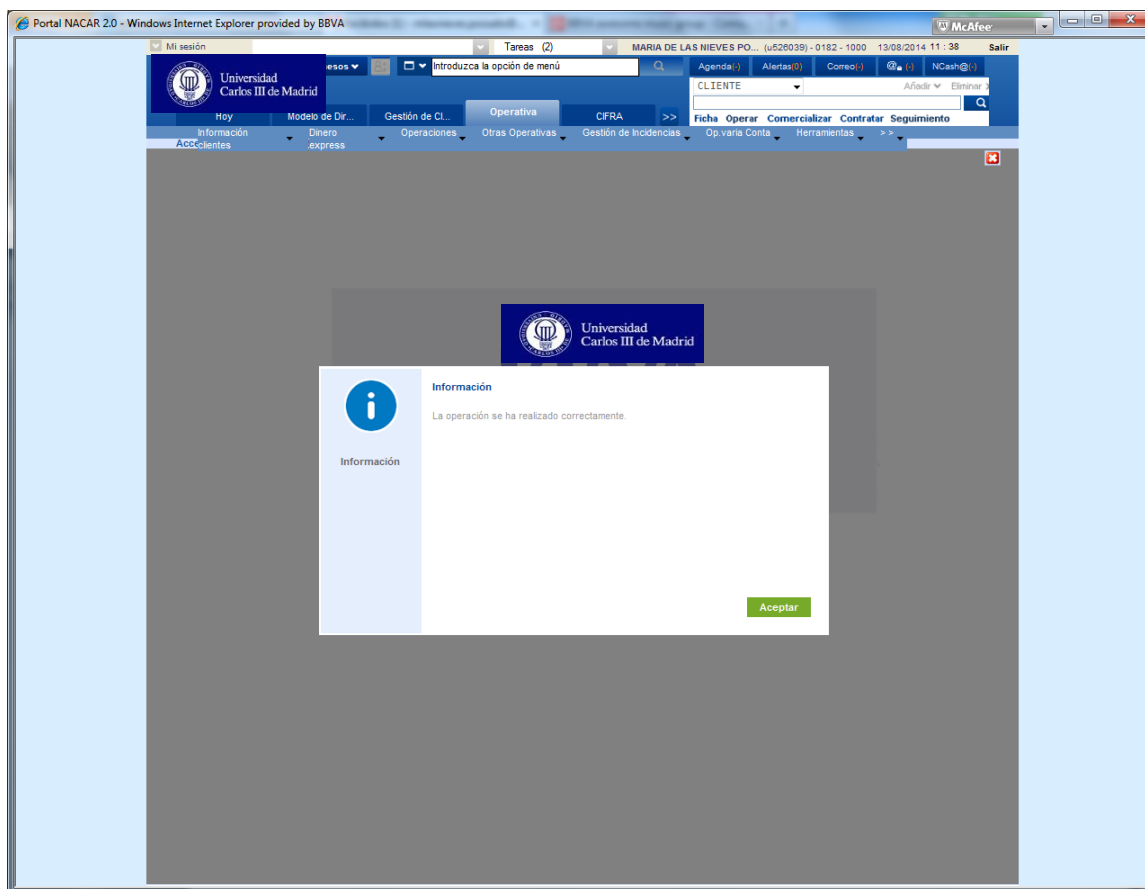 Portal NACAR 2.0 - Windows Internet Explorer provided by BBVA
McAfee
Mi sesión Tareas (2) MARIA DE LAS NIEVES PO... (u526039) - 0182 - 1000 13/08/2014 11 : 38 Salir
Universidad
Carlos III de Madrid
esos Introduzca la opción de menú Agenda(-) Alertas(0) Correo(-) @ (-) NCash@(-)
CLIENTE Añadir Eliminar
Hoy Modelo de Dir... Gestión de Cl... Operativa CIFRA >> Ficha Operar Comercializar Contratar Seguimiento
Información clientes Dinero .express Operaciones Otras Operativas Gestión de Incidencias Op.varia Conta Herramientas >>
Acc
Universidad
Carlos III de Madrid
Información
La operación se ha realizado correctamente.
Información
Aceptar